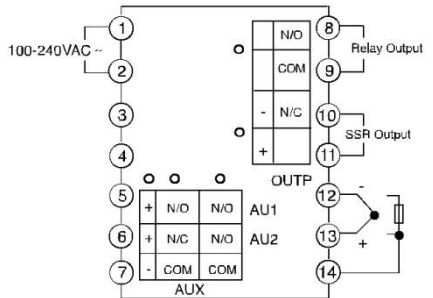 1
100-240VAC ~
2
3
4
5
6
7
N/O
COM
- N/C
+
OUTP
8
Relay Output
9
10
SSR Output
11
12 -
13 +
14
+ N/O N/O AU1
+ N/C N/O AU2
- COM COM
AUX